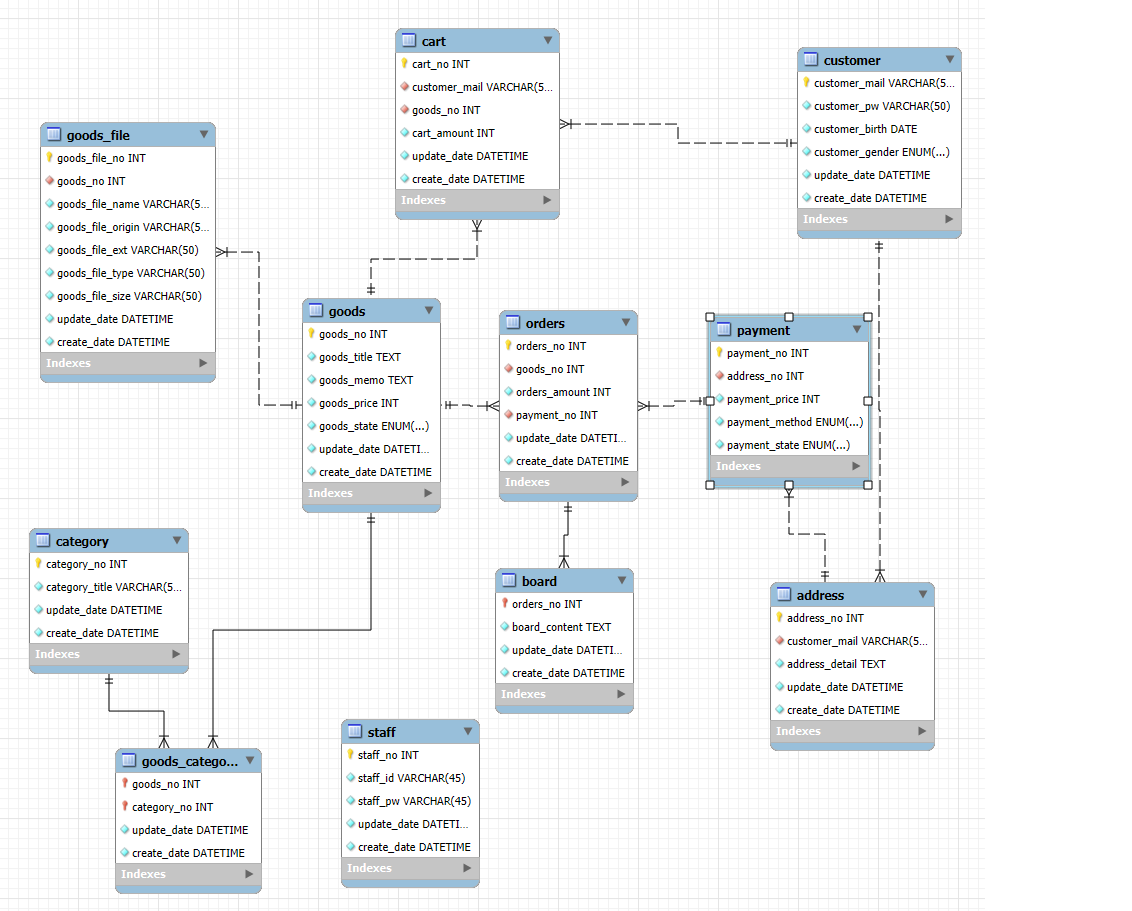 cart
cart_no INT
customer_mail VARCHAR(5...
goods_no INT
cart_amount INT
update_date DATETIME
create_date DATETIME
Indexes
customer
customer_mail VARCHAR(5...
customer_pw VARCHAR(50)
customer_birth DATE
customer_gender ENUM(...)
update_date DATETIME
create_date DATETIME
Indexes
goods_file
goods_file_no INT
goods_no INT
goods_file_name VARCHAR(5...
goods_file_origin VARCHAR(5...
goods_file_ext VARCHAR(50)
goods_file_type VARCHAR(50)
goods_file_size VARCHAR(50)
update_date DATETIME
create_date DATETIME
Indexes
goods
goods_no INT
goods_title TEXT
goods_memo TEXT
goods_price INT
goods_state ENUM(...)
update_date DATETI...
create_date DATETIME
Indexes
orders
orders_no INT
goods_no INT
orders_amount INT
payment_no INT
update_date DATETI...
create_date DATETIME
Indexes
payment
payment_no INT
address_no INT
payment_price INT
payment_method ENUM(...)
payment_state ENUM(...)
Indexes
category
category_no INT
category_title VARCHAR(5...
update_date DATETIME
create_date DATETIME
Indexes
board
orders_no INT
board_content TEXT
update_date DATETI...
create_date DATETIME
Indexes
address
address_no INT
customer_mail VARCHAR(5...
address_detail TEXT
update_date DATETIME
create_date DATETIME
Indexes
goods_catego...
goods_no INT
category_no INT
update_date DATETIME
create_date DATETIME
Indexes
staff
staff_no INT
staff_id VARCHAR(45)
staff_pw VARCHAR(45)
update_date DATETI...
create_date DATETIME
Indexes